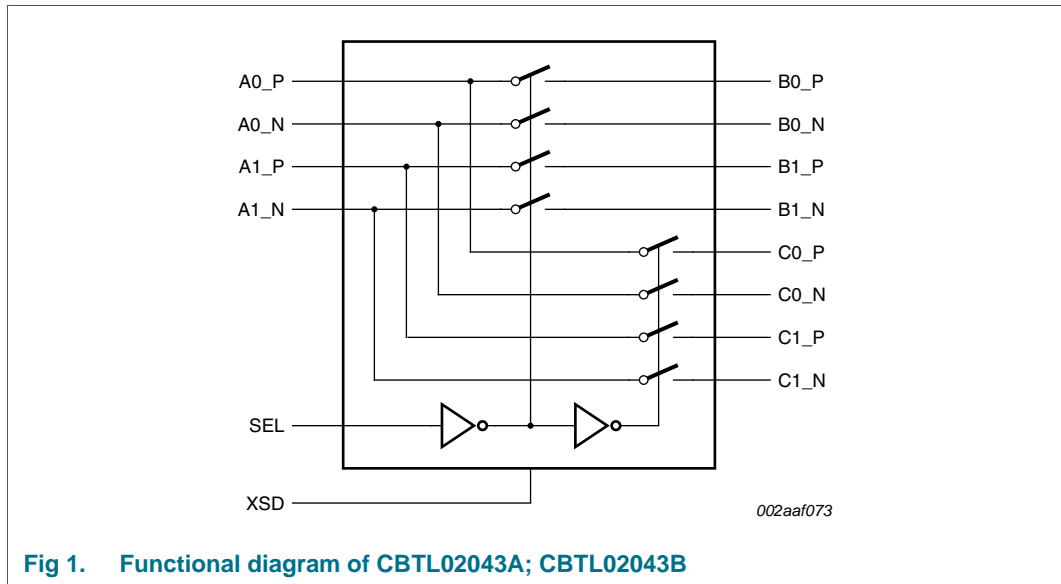 A0_P
B0_P
A0_N
B0_N
A1_P
B1_P
A1_N
B1_N
C0_P
C0_N
C1_P
C1_N
SEL
XSD
002aaf073
Fig 1. Functional diagram of CBTL02043A; CBTL02043B